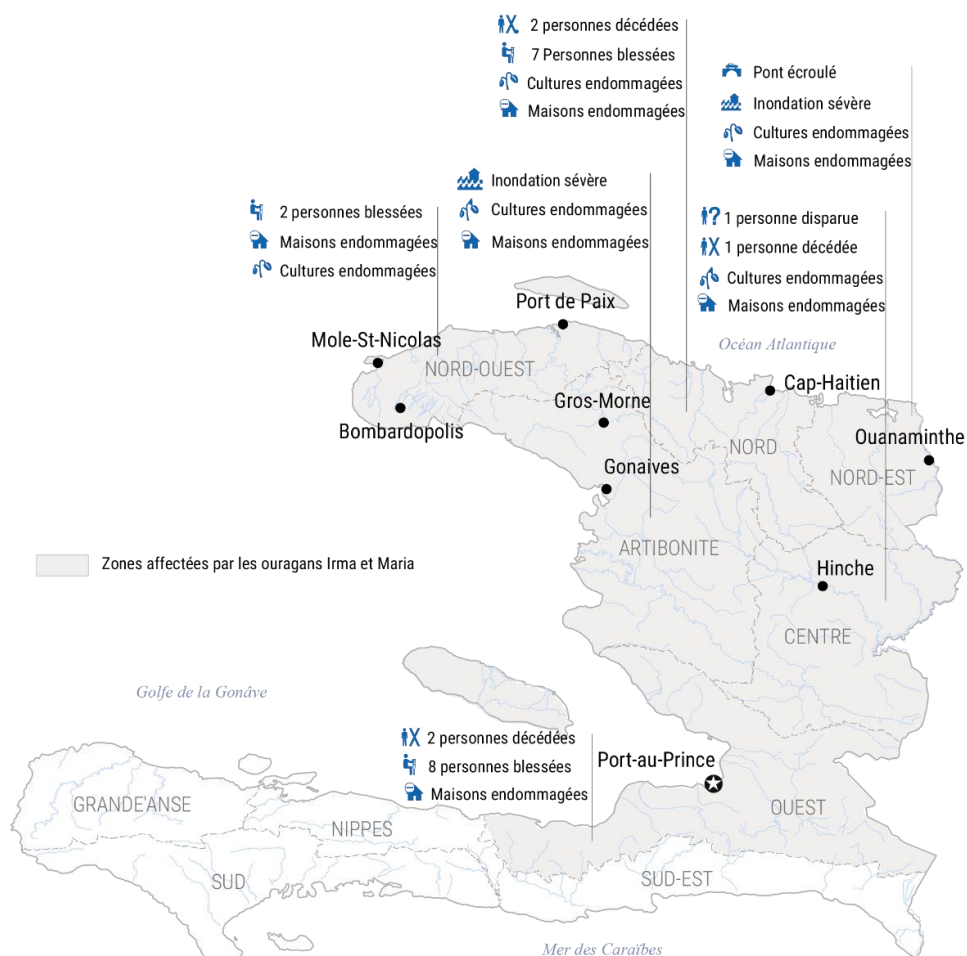 2 personnes décédées
7 Personnes blessées
Cultures endommagées
Maisons endommagées
Pont écroulé
Inondation sévère
Cultures endommagées
Maisons endommagées
Inondation sévère
Cultures endommagées
Maisons endommagées
2 personnes blessées
Maisons endommagées
Cultures endommagées
1 personne disparue
1 personne décédée
Cultures endommagées
Maisons endommagées
Port de Paix
Océan Atlantique
Mole-St-Nicolas
NORD-OUEST
Cap-Haitien
Gros-Morne
Bombardopolis
Ouanaminthe
NORD
Gonaives
NORD-EST
ARTIBONITE
Zones affectées par les ouragans Irma et Maria
Hinche
CENTRE
Golfe de la Gonâve
2 personnes décédées
8 personnes blessées
Maisons endommagées
Port-au-Prince
GRANDE'ANSE
OUEST
NIPPES
SUD
SUD-EST
Mer des Caraïbes